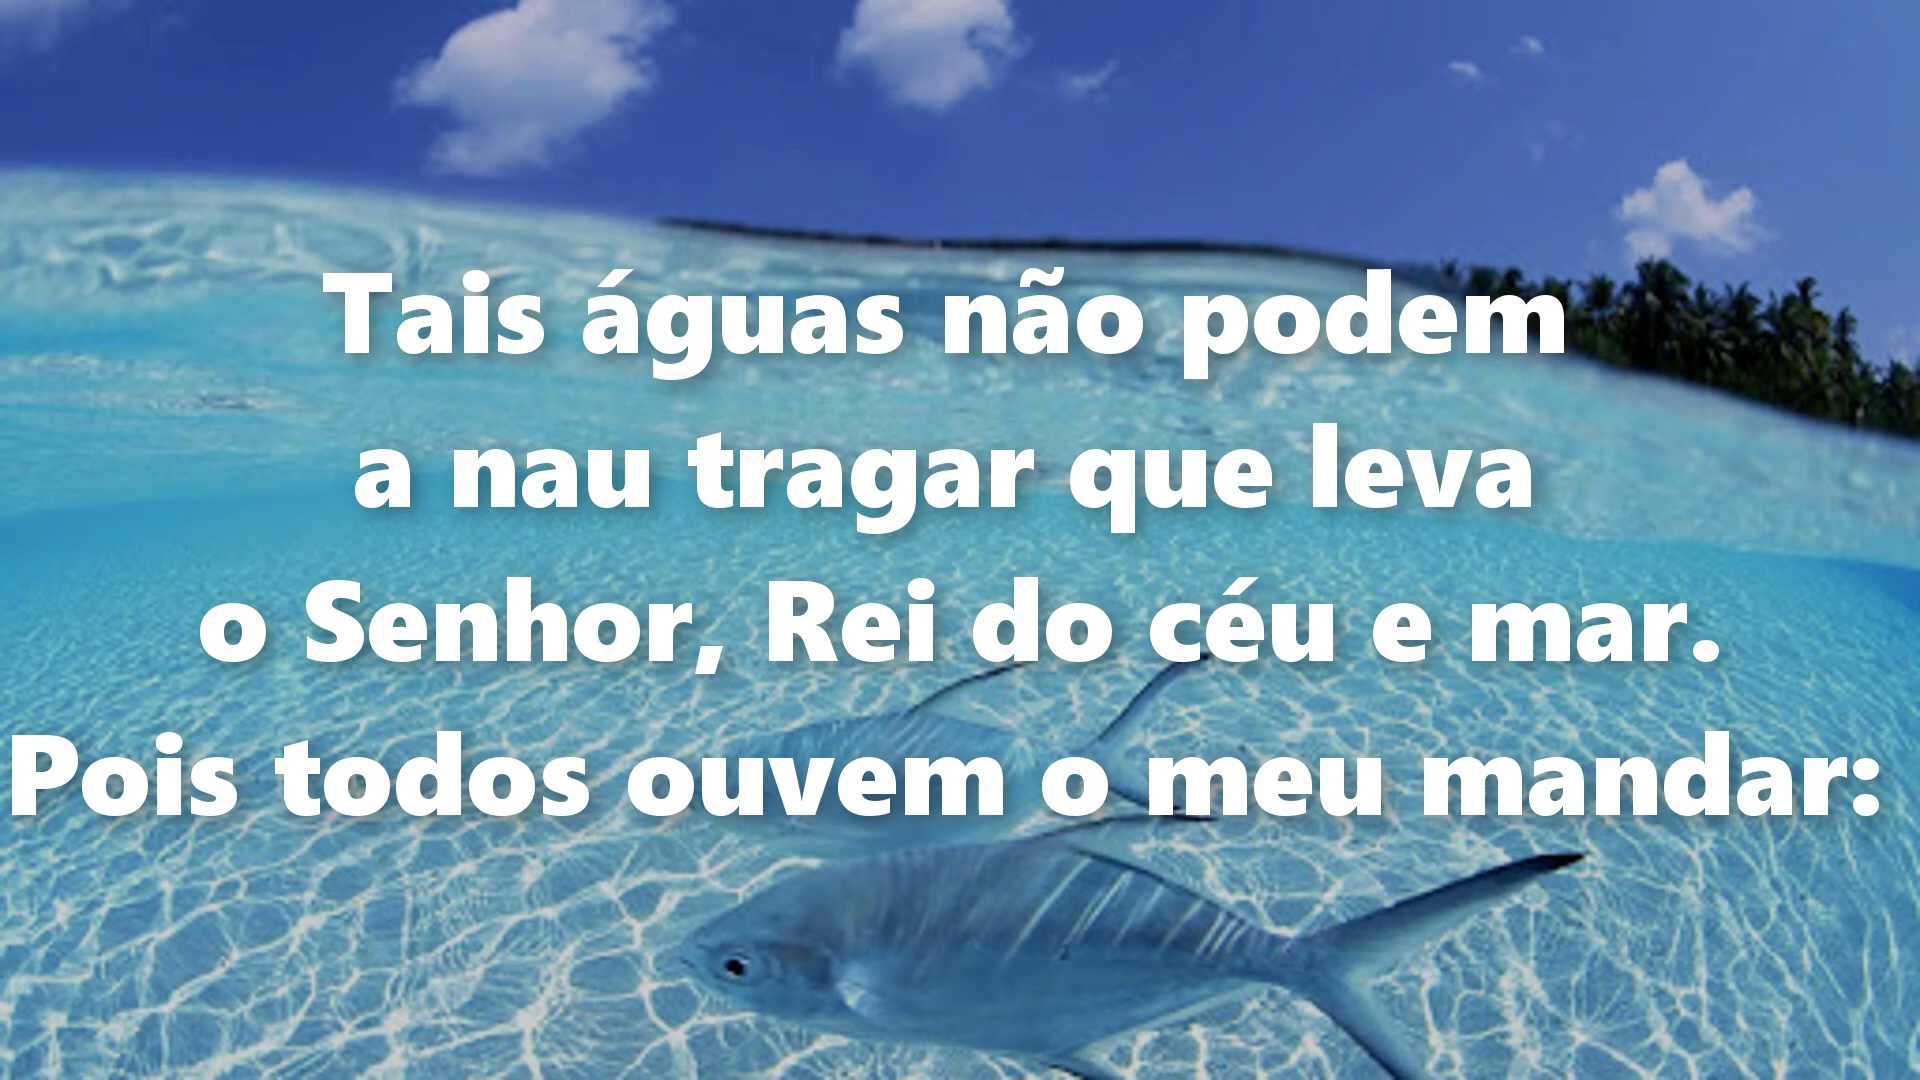 Tais águas não podem
a nau tragar que leva
o Senhor, Rei do céu e mar.
Pois todos ouvem o meu mandar: